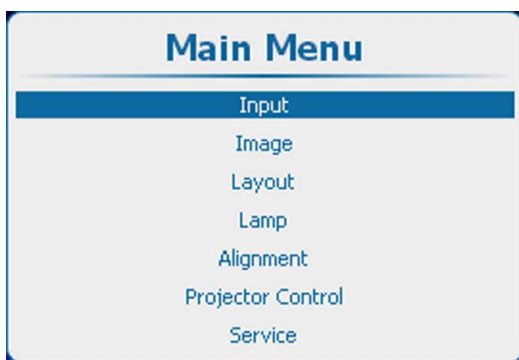 Main Menu
Input
Image
Layout
Lamp
Alignment
Projector Control
Service